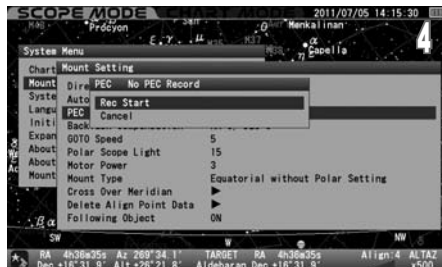 SCOPE MODE CHART MODE 2011/07/05 14:15:30
4
Procyon Menkalinan
Capella
System Menu
Chart Mount Setting
Mount Dire PEC No PEC Record
Syste Auto Rec Start
Langu PEC Cancel
Initi
Expan GOTO Speed 5
About Polar Scope Light 15
About Motor Power 3
Mount Mount Type Equatorial without Polar Setting
Cross Over Meridian ▶
Delete Align Point Data ▶
Following Object ON
SW W NW
RA 4h36m35s Az 269°34.1' TARGET RA 4h36m35s Align:4 ALTAZ
Dec +16°31.9' Alt +26°21.8' Aldebaran Dec +16°31.9' x500